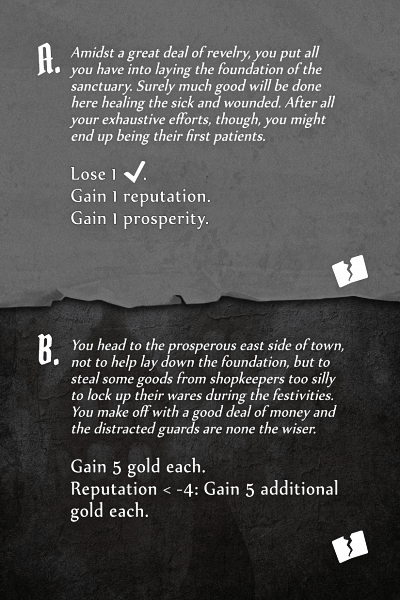 A. Amidst a great deal of revelry, you put all
you have into laying the foundation of the
sanctuary. Surely much good will be done
here healing the sick and wounded. After all
your exhaustive efforts, though, you might
end up being their first patients.
Lose 1 ✓.
Gain 1 reputation.
Gain 1 prosperity.
B. You head to the prosperous east side of town,
not to help lay down the foundation, but to
steal some goods from shopkeepers too silly
to lock up their wares during the festivities.
You make off with a good deal of money and
the distracted guards are none the wiser.
Gain 5 gold each.
Reputation < -4: Gain 5 additional
gold each.